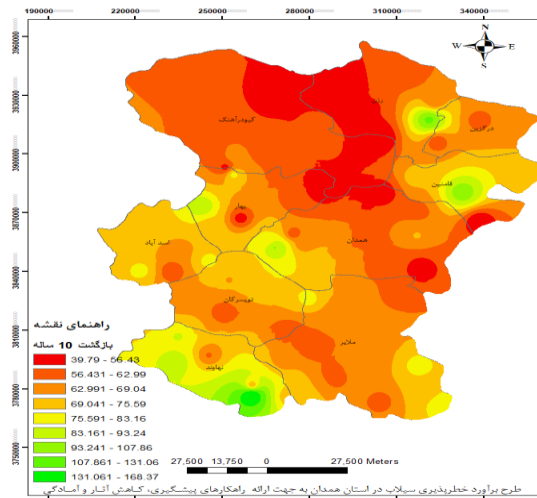 190000 220000 250000 280000 310000 340000
3960000
3930000
3900000
3870000
3840000
3810000
3780000
3750000
N
W E
S
رزن
کبودرآهنگ
درگزین
فامنین
بهار
همدان
اسد آباد
تویسرکان
ملایر
نهاوند
راهنمای نقشه
بازگشت 10 ساله
39.79 - 56.43
56.431 - 62.99
62.991 - 69.04
69.041 - 75.59
75.591 - 83.16
83.161 - 93.24
93.241 - 107.86
107.861 - 131.06
131.061 - 168.37
27,500 13,750 0 27,500 Meters
طرح برآورد خطرپذیری سیلاب در استان همدان به جهت ارائه راهکارهای پیشگیری، کاهش آثار و آمادگی